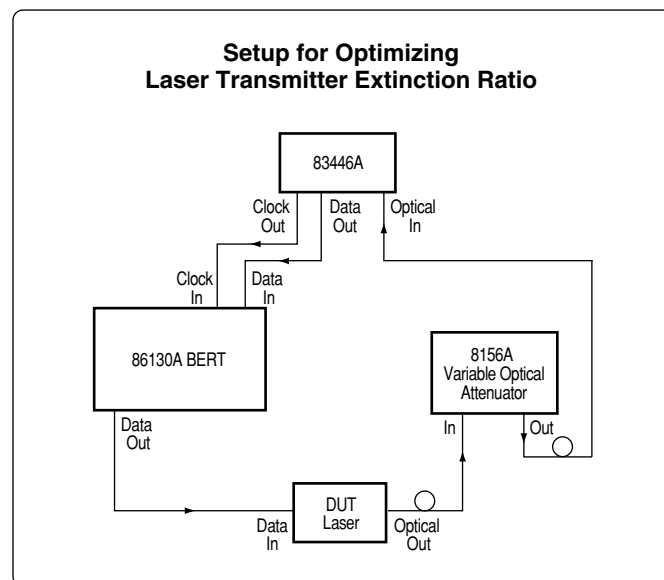 Setup for Optimizing
Laser Transmitter Extinction Ratio
83446A
Clock
Out
Data
Out
Optical
In
Clock
In
Data
In
86130A BERT
8156A
Variable Optical
Attenuator
Data
Out
In
Out
DUT
Laser
Data
In
Optical
Out